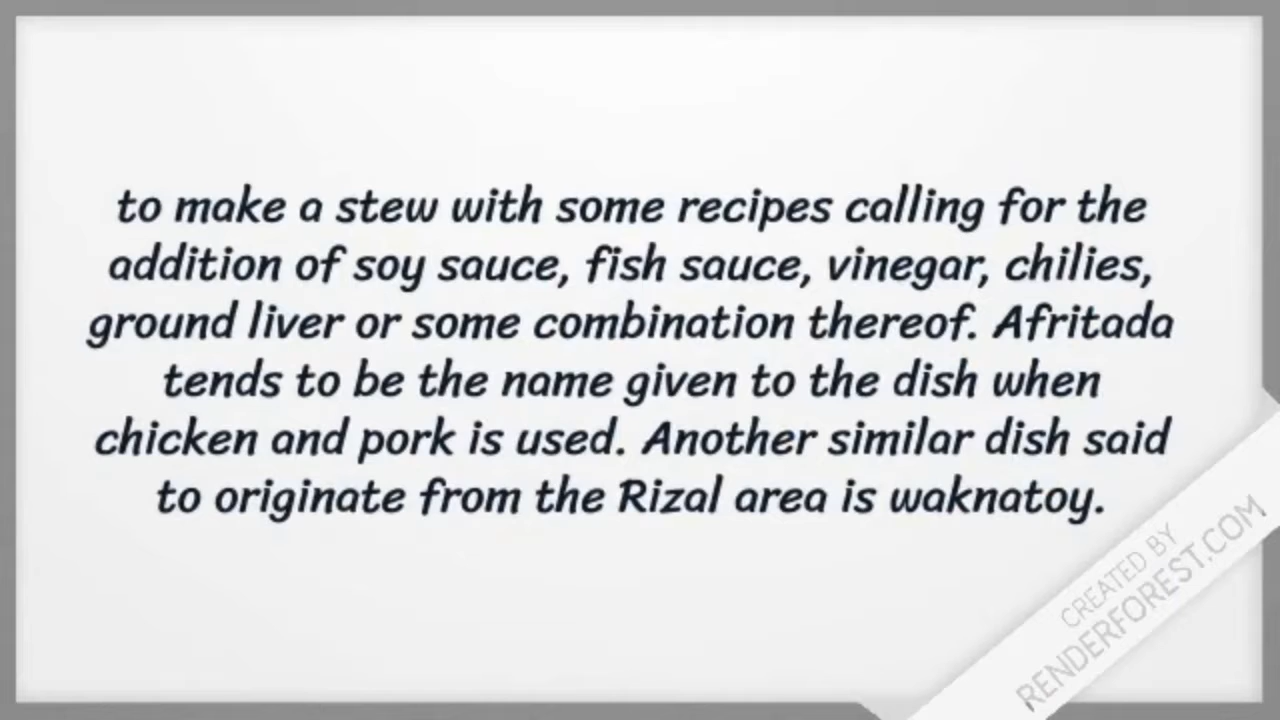 to make a stew with some recipes calling for the
addition of soy sauce, fish sauce, vinegar, chilies,
ground liver or some combination thereof. Afritada
tends to be the name given to the dish when
chicken and pork is used. Another similar dish said
to originate from the Rizal area is waknatoy.
CREATED BY
RENDERFOREST.COM